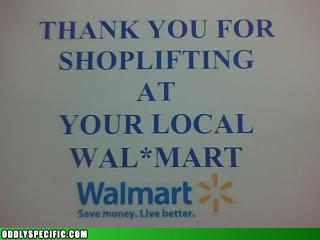 THANK YOU FOR
SHOPLIFTING
AT
YOUR LOCAL
WAL*MART
Walmart
Save money. Live better.
ODDLYSPECIFIC.COM